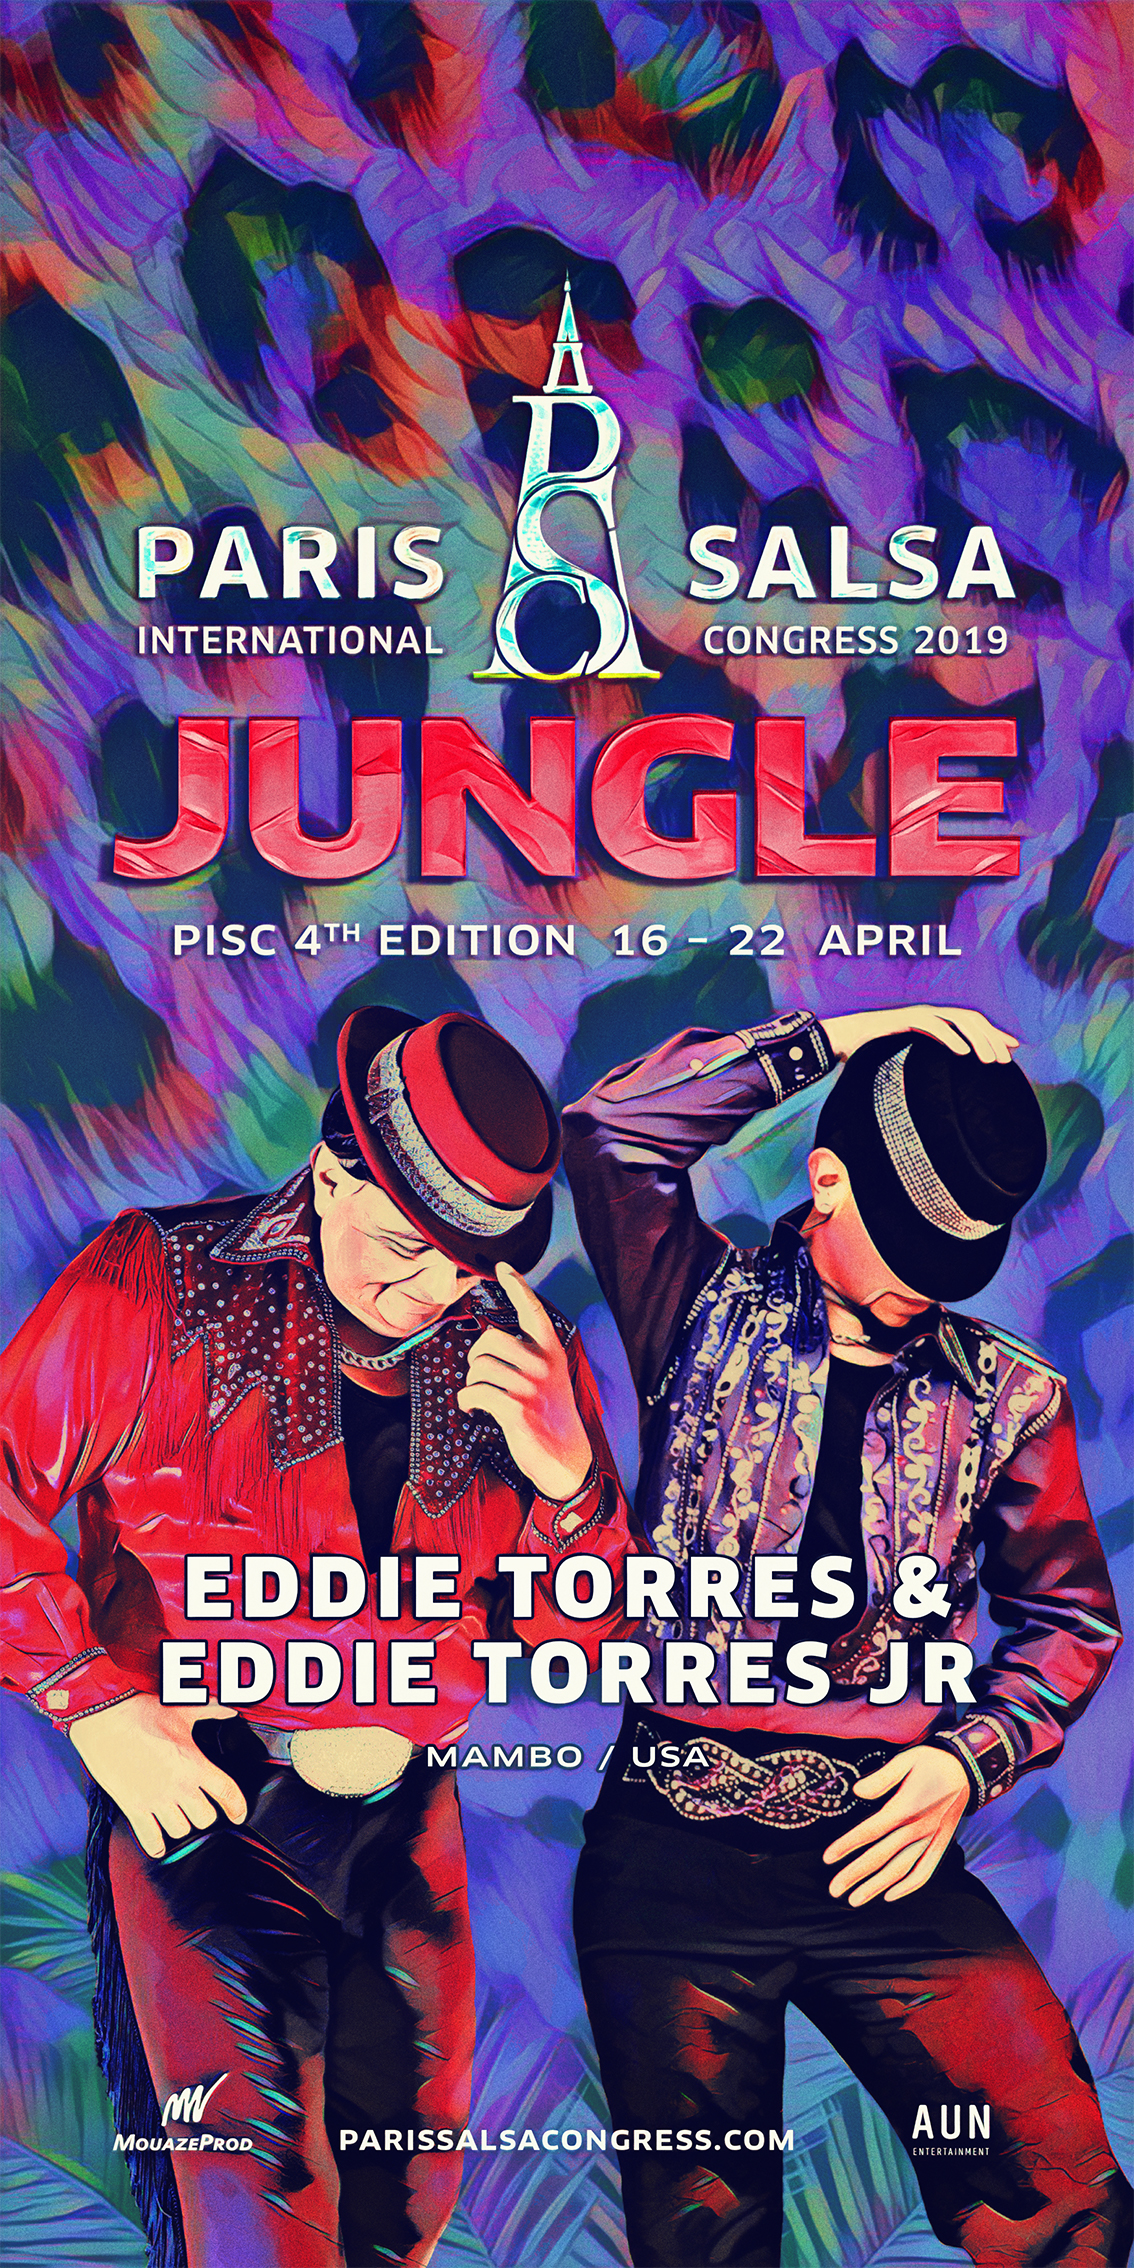 PARIS SALSA
INTERNATIONAL CONGRESS 2019
PSC
JUNGLE
PISC 4TH EDITION 16 – 22 APRIL
EDDIE TORRES &
EDDIE TORRES JR
MAMBO / USA
MOUAZEPROD
PARISSALSACONGRESS.COM
AUN
ENTERTAINMENT